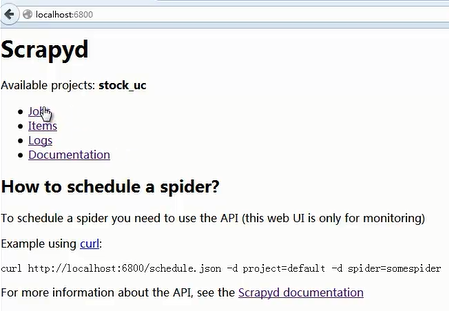 localhost:6800
Scrapyd
Available projects: stock_uc
Jobs
Items
Logs
Documentation
How to schedule a spider?
To schedule a spider you need to use the API (this web UI is only for monitoring)
Example using curl:
curl http://localhost:6800/schedule.json -d project=default -d spider=somespider
For more information about the API, see the Scrapyd documentation